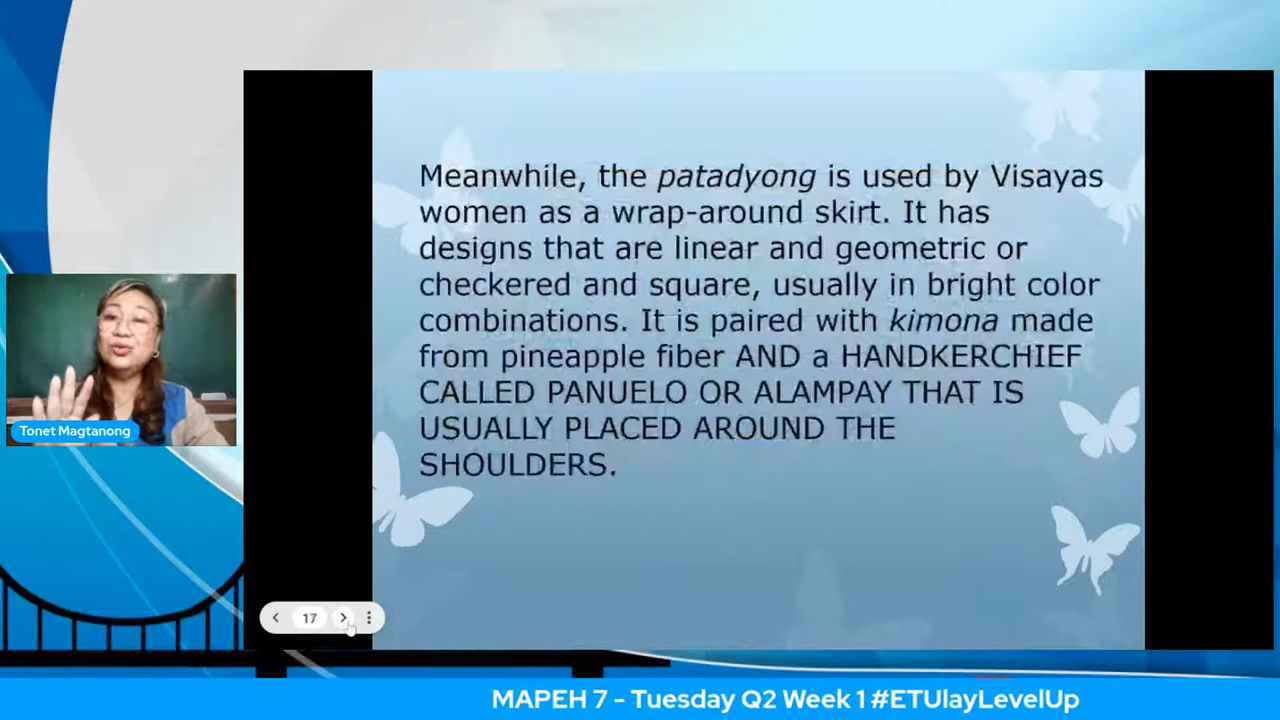 Meanwhile, the patadyong is used by Visayas
women as a wrap-around skirt. It has
designs that are linear and geometric or
checkered and square, usually in bright color
combinations. It is paired with kimona made
from pineapple fiber AND a HANDKERCHIEF
CALLED PANUELO OR ALAMPAY THAT IS
USUALLY PLACED AROUND THE
SHOULDERS.
Tonet Magtanong
17
MAPEH 7 - Tuesday Q2 Week 1 #ETUlayLevelUp